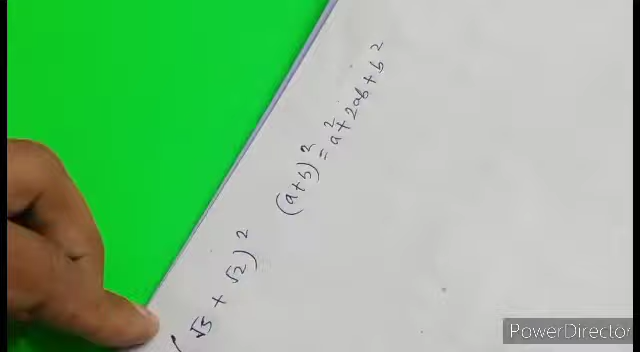 (√5 + √2)² (a+b)² = a² + 2ab + b²
PowerDirector